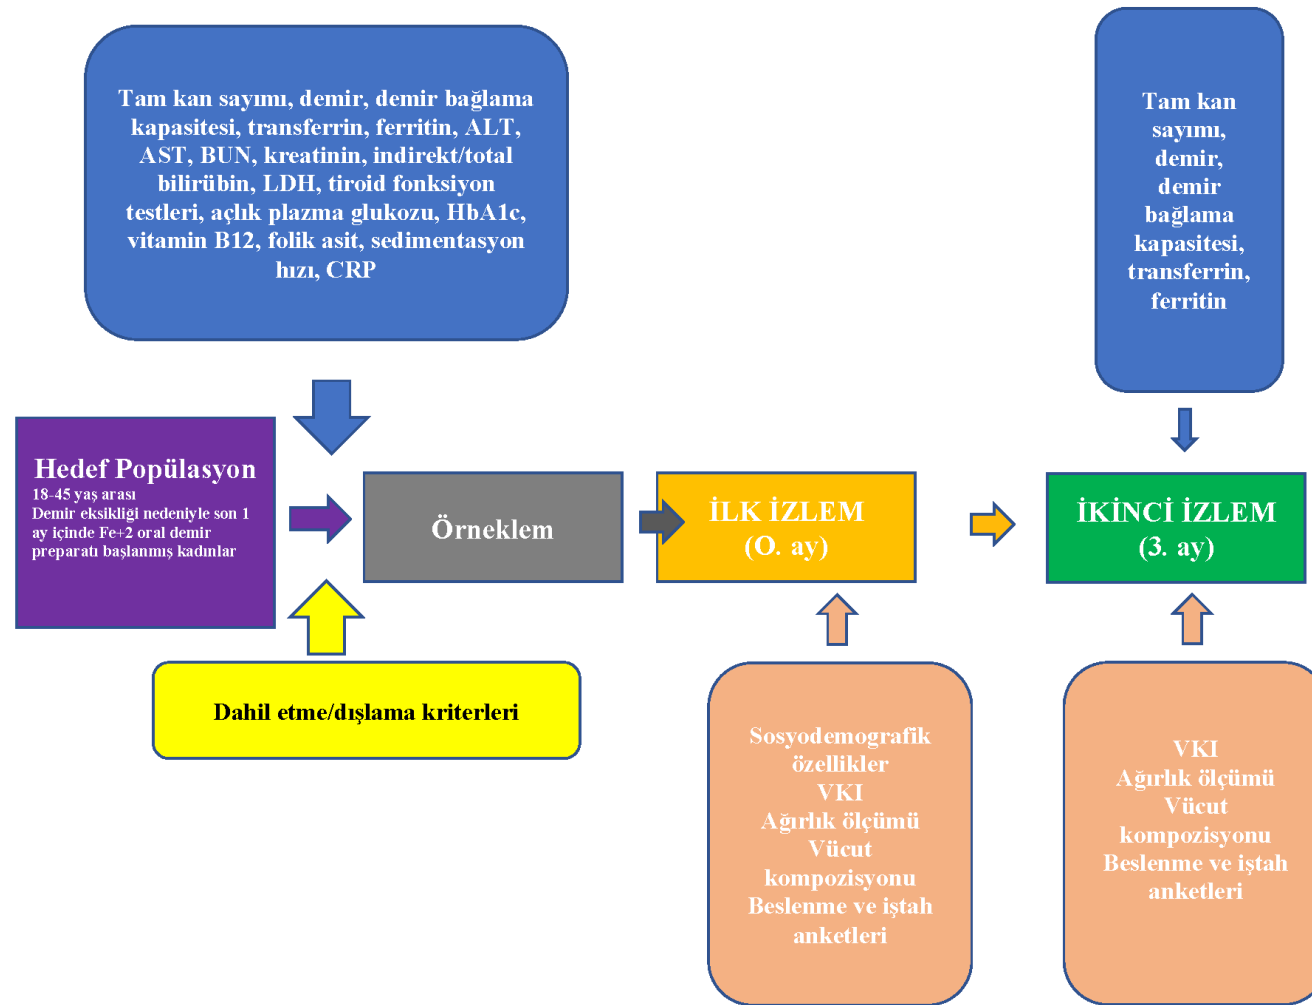 Tam kan sayımı, demir, demir bağlama
kapasitesi, transferrin, ferritin, ALT,
AST, BUN, kreatinin, indirekt/total
bilirübin, LDH, tiroid fonksiyon
testleri, açlık plazma glukozu, HbA1c,
vitamin B12, folik asit, sedimentasyon
hızı, CRP
Tam kan
sayımı,
demir,
demir
bağlama
kapasitesi,
transferrin,
ferritin
Hedef Popülasyon
18-45 yaş arası
Demir eksikliği nedeniyle son 1
ay içinde Fe+2 oral demir
preparatı başlanmış kadınlar
Örneklem
İLK İZLEM
(O. ay)
İKİNCİ İZLEM
(3. ay)
Dahil etme/dışlama kriterleri
Sosyodemografik
özellikler
VKI
Ağırlık ölçümü
Vücut
kompozisyonu
Beslenme ve iştah
anketleri
VKI
Ağırlık ölçümü
Vücut
kompozisyonu
Beslenme ve iştah
anketleri